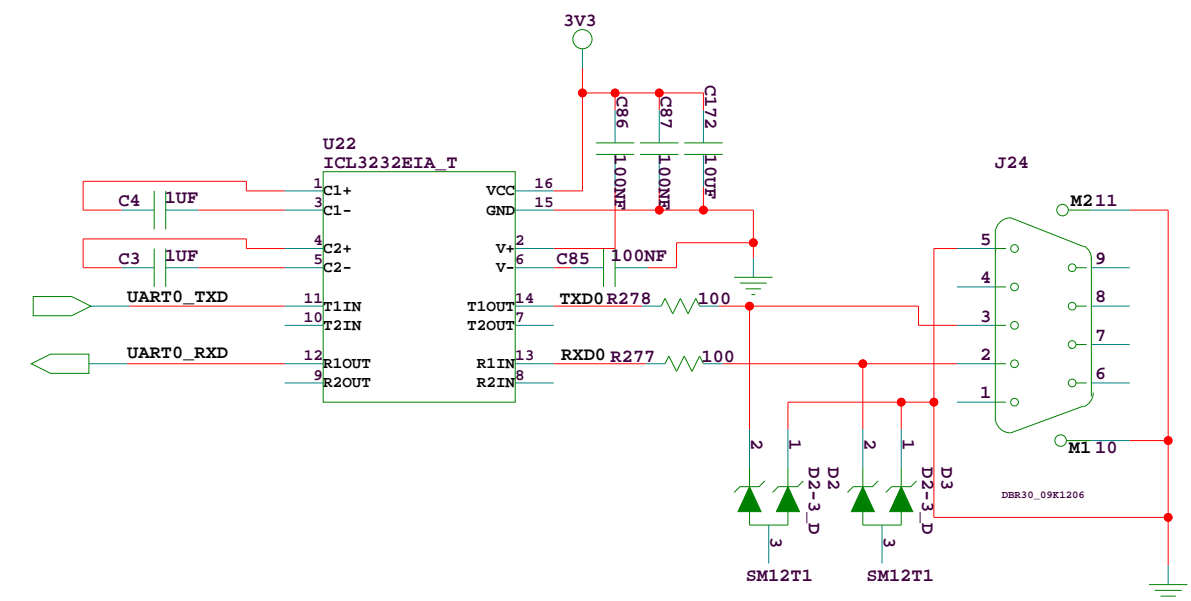 3V3
C86
C87
C172
100NF
100NF
10UF
U22
ICL3232EIA_T
J24
C4
1UF
1
C1+
3
C1-
VCC
16
GND
15
M2
11
C3
1UF
4
C2+
5
C2-
V+
2
V-
6
C85
100NF
5
9
4
UART0_TXD
11
T1IN
10
T2IN
T1OUT
14
T2OUT
7
TXD0
R278
100
8
3
7
UART0_RXD
12
R1OUT
9
R2OUT
R1IN
13
R2IN
8
RXD0
R277
100
2
6
1
M1
10
2
1
D2
D2-3_D
2
1
D3
D2-3_D
DBR30_09K1206
3
SM12T1
3
SM12T1